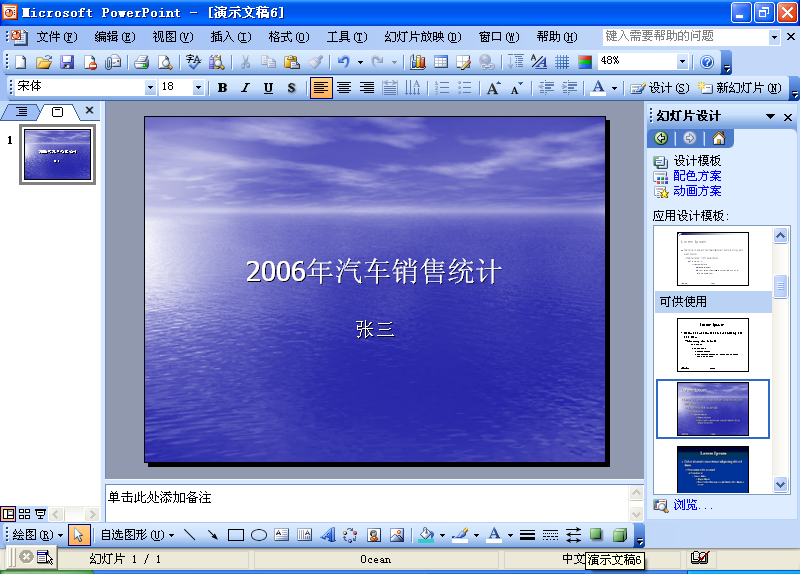 Microsoft PowerPoint - [演示文稿6]
文件(F) 编辑(E) 视图(V) 插入(I) 格式(O) 工具(T) 幻灯片放映(D) 窗口(W) 帮助(H) 键入需要帮助的问题
48%
宋体 18 B I U S A A A 设计(S) 新幻灯片(N)
幻灯片设计
1
设计模板
配色方案
动画方案
应用设计模板:
可供使用
2006年汽车销售统计
张三
浏览...
单击此处添加备注
绘图(R) 自选图形(U)
幻灯片 1 / 1 Ocean 中文 演示文稿6